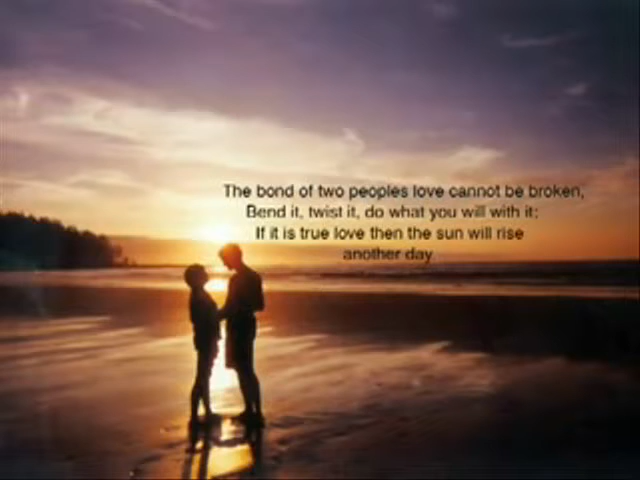 The bond of two peoples love cannot be broken,
Bend it, twist it, do what you will with it;
If it is true love then the sun will rise
another day